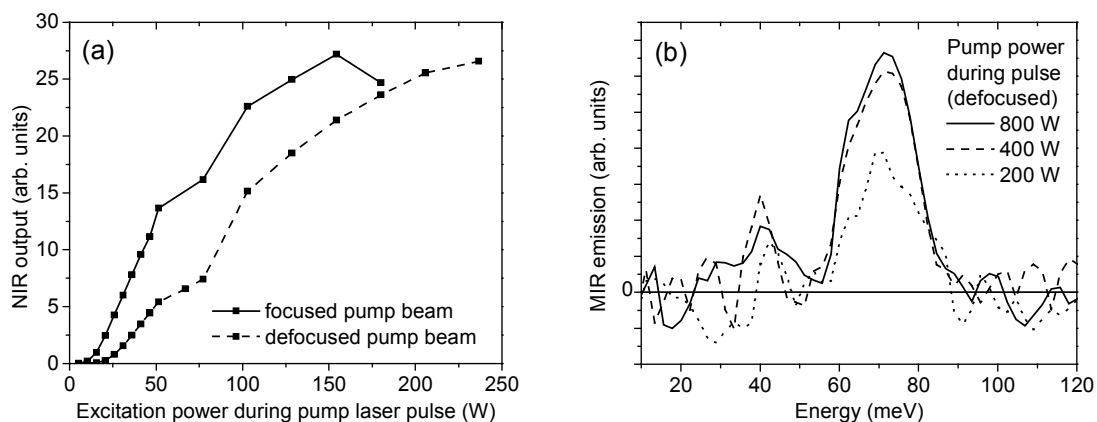 (a)
NIR output (arb. units)
30
25
20
15
10
5
0
focused pump beam
defocused pump beam
0 50 100 150 200 250
Excitation power during pump laser pulse (W)
(b)
MIR emission (arb. units)
0
Pump power
during pulse
(defocused)
800 W
400 W
200 W
20 40 60 80 100 120
Energy (meV)